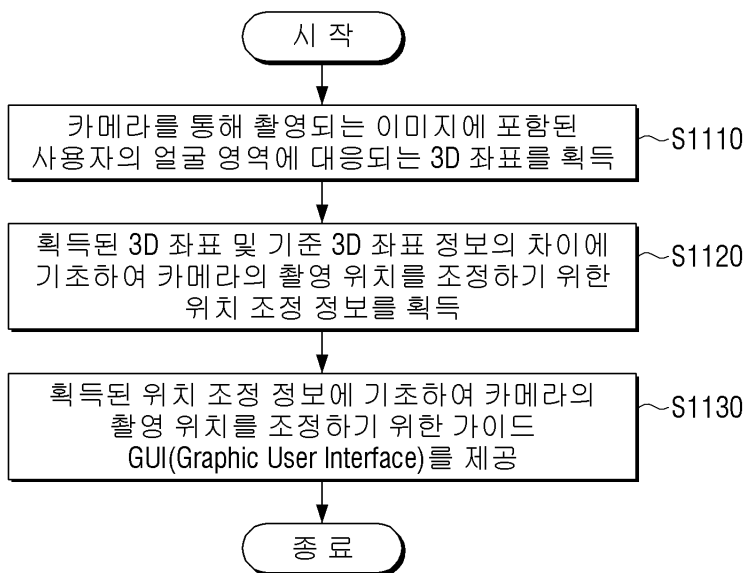 시 작
카메라를 통해 촬영되는 이미지에 포함된
사용자의 얼굴 영역에 대응되는 3D 좌표를 획득
S1110
획득된 3D 좌표 및 기준 3D 좌표 정보의 차이에
기초하여 카메라의 촬영 위치를 조정하기 위한
위치 조정 정보를 획득
S1120
획득된 위치 조정 정보에 기초하여 카메라의
촬영 위치를 조정하기 위한 가이드
GUI(Graphic User Interface)를 제공
S1130
종 료